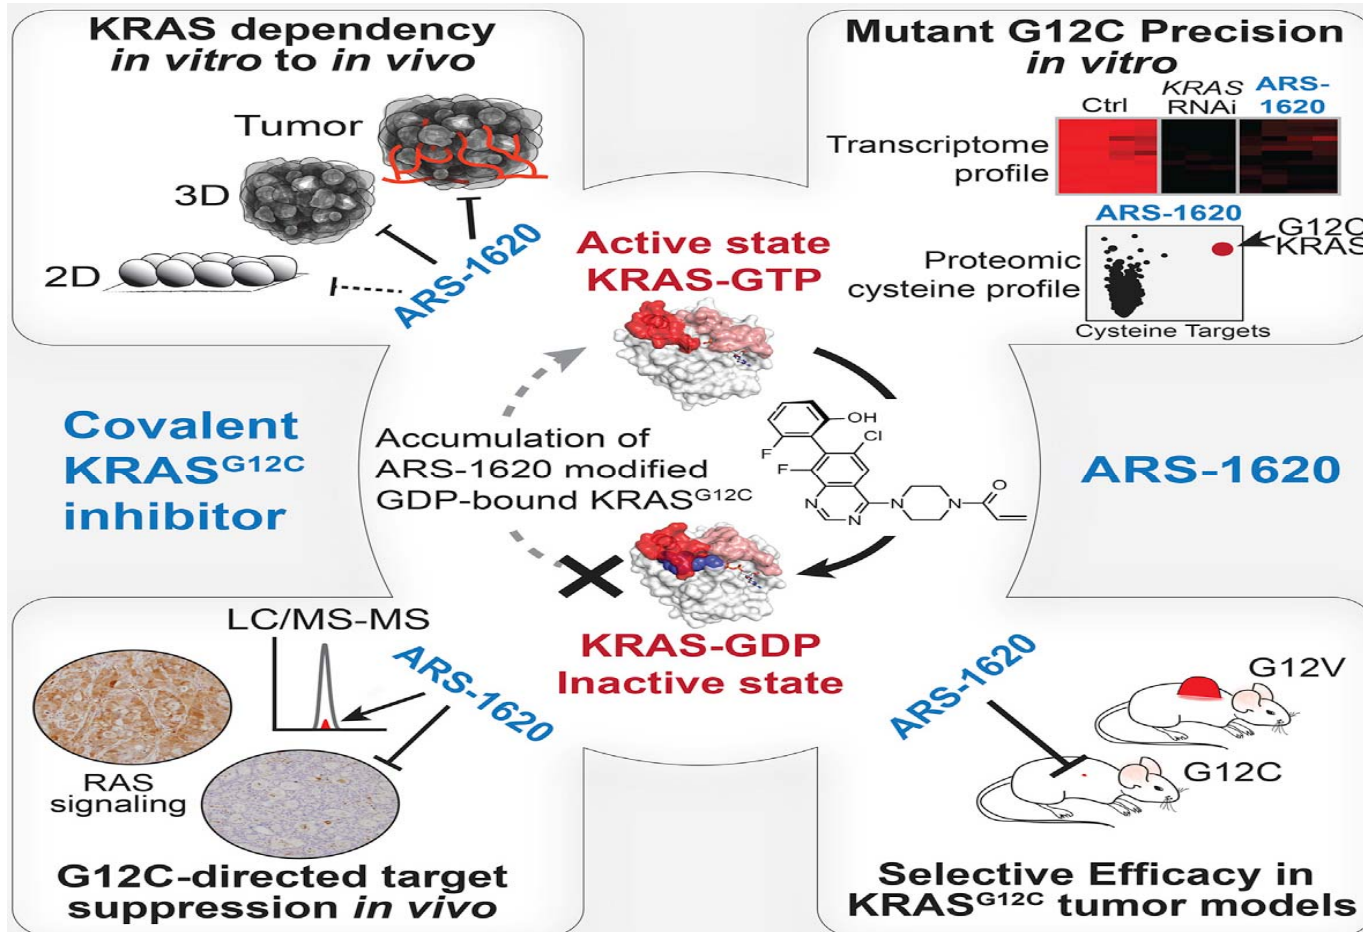 KRAS dependency
in vitro to in vivo
Tumor
3D
2D
ARS-1620
Mutant G12C Precision
in vitro
Ctrl
KRAS
RNAi
ARS-
1620
Transcriptome
profile
ARS-1620
G12C
KRAS
Proteomic
cysteine profile
Cysteine Targets
Active state
KRAS-GTP
Covalent
KRASG12C
inhibitor
Accumulation of
ARS-1620 modified
GDP-bound KRASG12C
OH
F
Cl
F
N
N
N
N
O
ARS-1620
KRAS-GDP
Inactive state
LC/MS-MS
ARS-1620
RAS
signaling
G12C-directed target
suppression in vivo
ARS-1620
G12V
G12C
Selective Efficacy in
KRASG12C tumor models